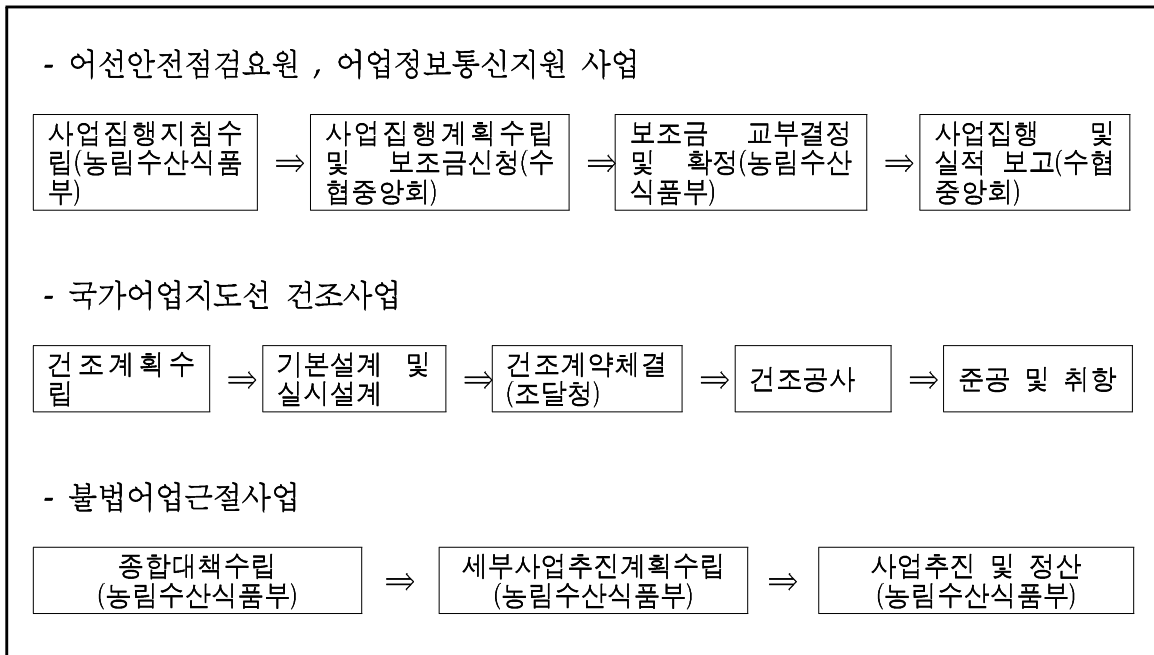 - 어선안전점검요원 , 어업정보통신지원 사업
사업집행지침수
립(농림수산식품
부)
⇒
사업집행계획수립
및 보조금신청(수
협중앙회)
⇒
보조금 교부결정
및 확정(농림수산
식품부)
⇒
사업집행 및
실적 보고(수협
중앙회)
- 국가어업지도선 건조사업
건조계획수
립
⇒
기본설계 및
실시설계
⇒
건조계약체결
(조달청)
⇒
건조공사
⇒
준공 및 취항
- 불법어업근절사업
종합대책수립
(농림수산식품부)
⇒
세부사업추진계획수립
(농림수산식품부)
⇒
사업추진 및 정산
(농림수산식품부)